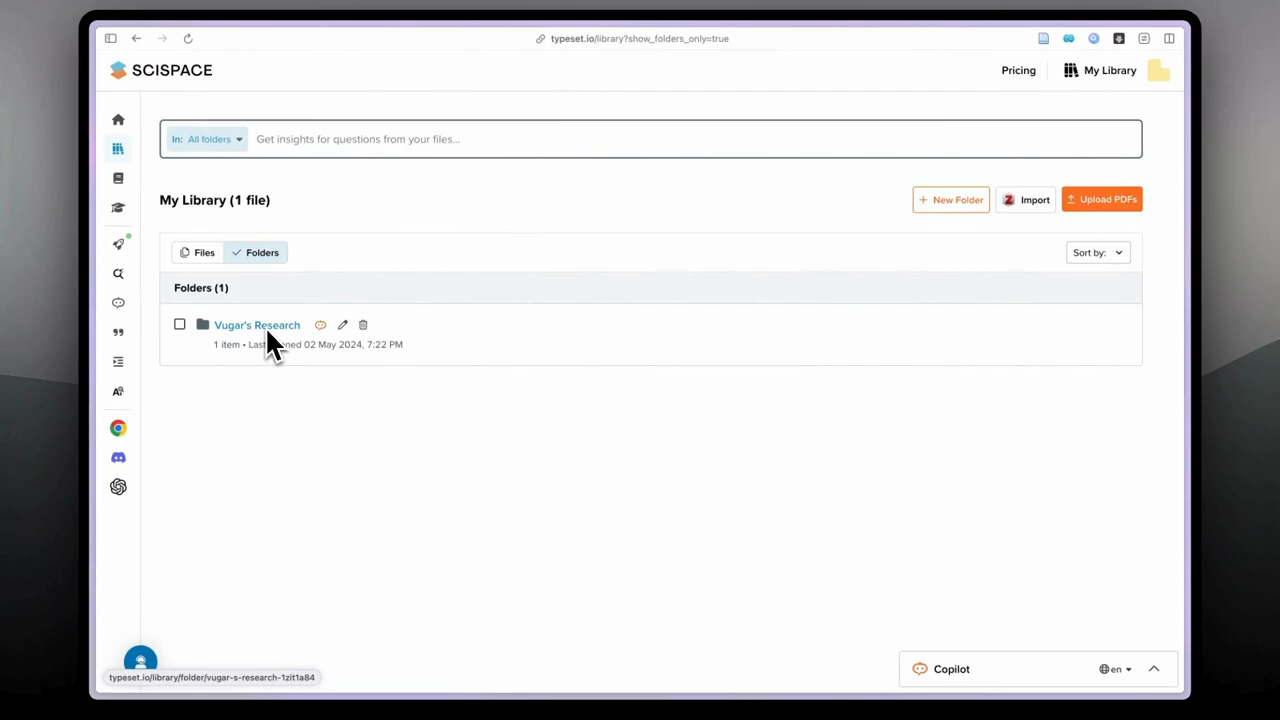 typeset.io/library?show_folders_only=true
SCISPACE
Pricing
My Library
In: All folders
Get insights for questions from your files...
My Library (1 file)
+ New Folder
Z Import
Upload PDFs
Files
Folders
Sort by:
Folders (1)
Vugar's Research
1 item • Last ened 02 May 2024, 7:22 PM
Copilot
en
typeset.io/library/folder/vugar-s-research-1zit1a84